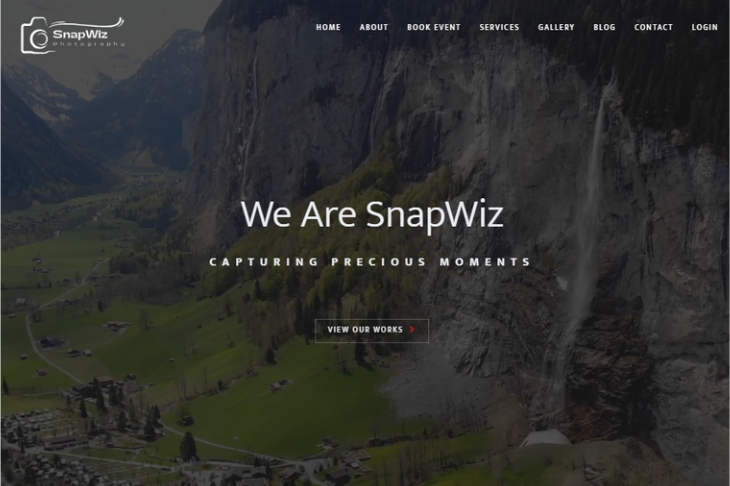 SnapWiz
Photography
HOME ABOUT BOOK EVENT SERVICES GALLERY BLOG CONTACT LOGIN
We Are SnapWiz
CAPTURING PRECIOUS MOMENTS
VIEW OUR WORKS